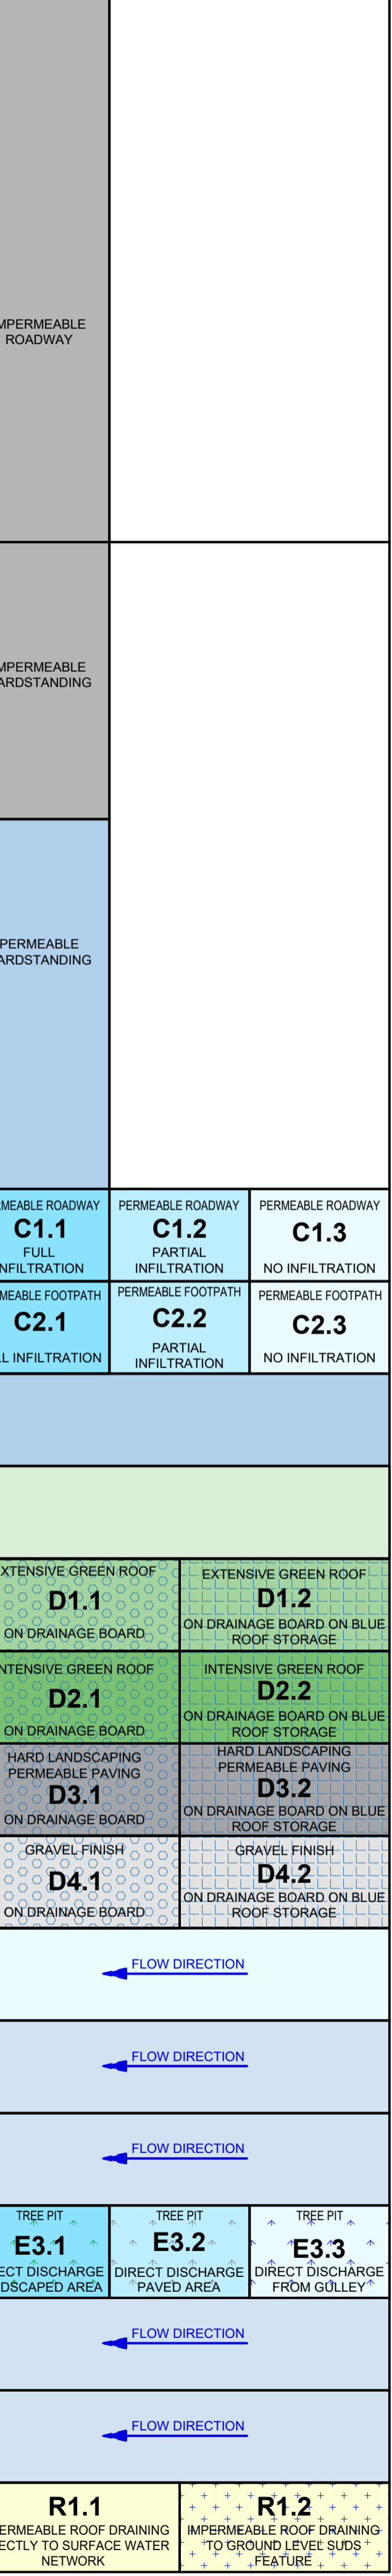 MPERMEABLE
ROADWAY
MPERMEABLE
ARDSTANDING
PERMEABLE
ARDSTANDING
MEABLE ROADWAY
C1.1
FULL
NFILTRATION
PERMEABLE ROADWAY
C1.2
PARTIAL
INFILTRATION
PERMEABLE ROADWAY
C1.3
NO INFILTRATION
MEABLE FOOTPATH
C2.1
L INFILTRATION
PERMEABLE FOOTPATH
C2.2
PARTIAL
INFILTRATION
PERMEABLE FOOTPATH
C2.3
NO INFILTRATION
XTENSIVE GREEN ROOF
D1.1
ON DRAINAGE BOARD
EXTENSIVE GREEN ROOF
D1.2
ON DRAINAGE BOARD ON BLUE
ROOF STORAGE
NTENSIVE GREEN ROOF
D2.1
ON DRAINAGE BOARD
INTENSIVE GREEN ROOF
D2.2
ON DRAINAGE BOARD ON BLUE
ROOF STORAGE
HARD LANDSCAPING
PERMEABLE PAVING
D3.1
ON DRAINAGE BOARD
HARD LANDSCAPING
PERMEABLE PAVING
D3.2
ON DRAINAGE BOARD ON BLUE
ROOF STORAGE
GRAVEL FINISH
D4.1
ON DRAINAGE BOARD
GRAVEL FINISH
D4.2
ON DRAINAGE BOARD ON BLUE
ROOF STORAGE
FLOW DIRECTION
FLOW DIRECTION
FLOW DIRECTION
TREE PIT
E3.1
ECT DISCHARGE
DSCAPED AREA
TREE PIT
E3.2
DIRECT DISCHARGE
PAVED AREA
TREE PIT
E3.3
DIRECT DISCHARGE
FROM GULLEY
FLOW DIRECTION
FLOW DIRECTION
R1.1
ERMEABLE ROOF DRAINING
ECTLY TO SURFACE WATER
NETWORK
R1.2
IMPERMEABLE ROOF DRAINING
TO GROUND LEVEL SUDS
FEATURE